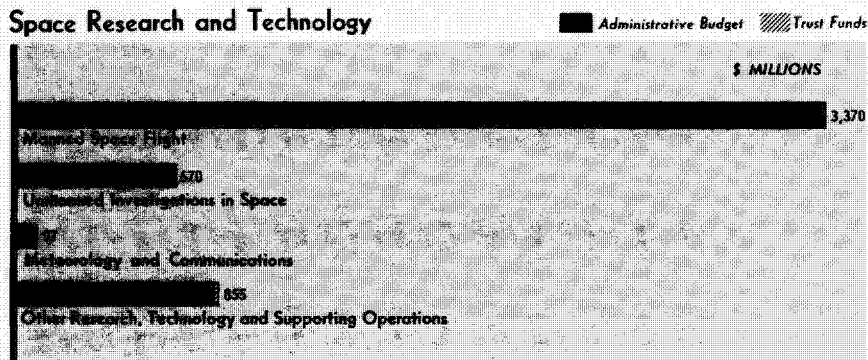 Space Research and Technology
Administrative Budget Trust Funds
$ MILLIONS
3,370
Manned Space Flight
670
Unmanned Investigations in Space
Meteorology and Communications
855
Other Research, Technology and Supporting Operations